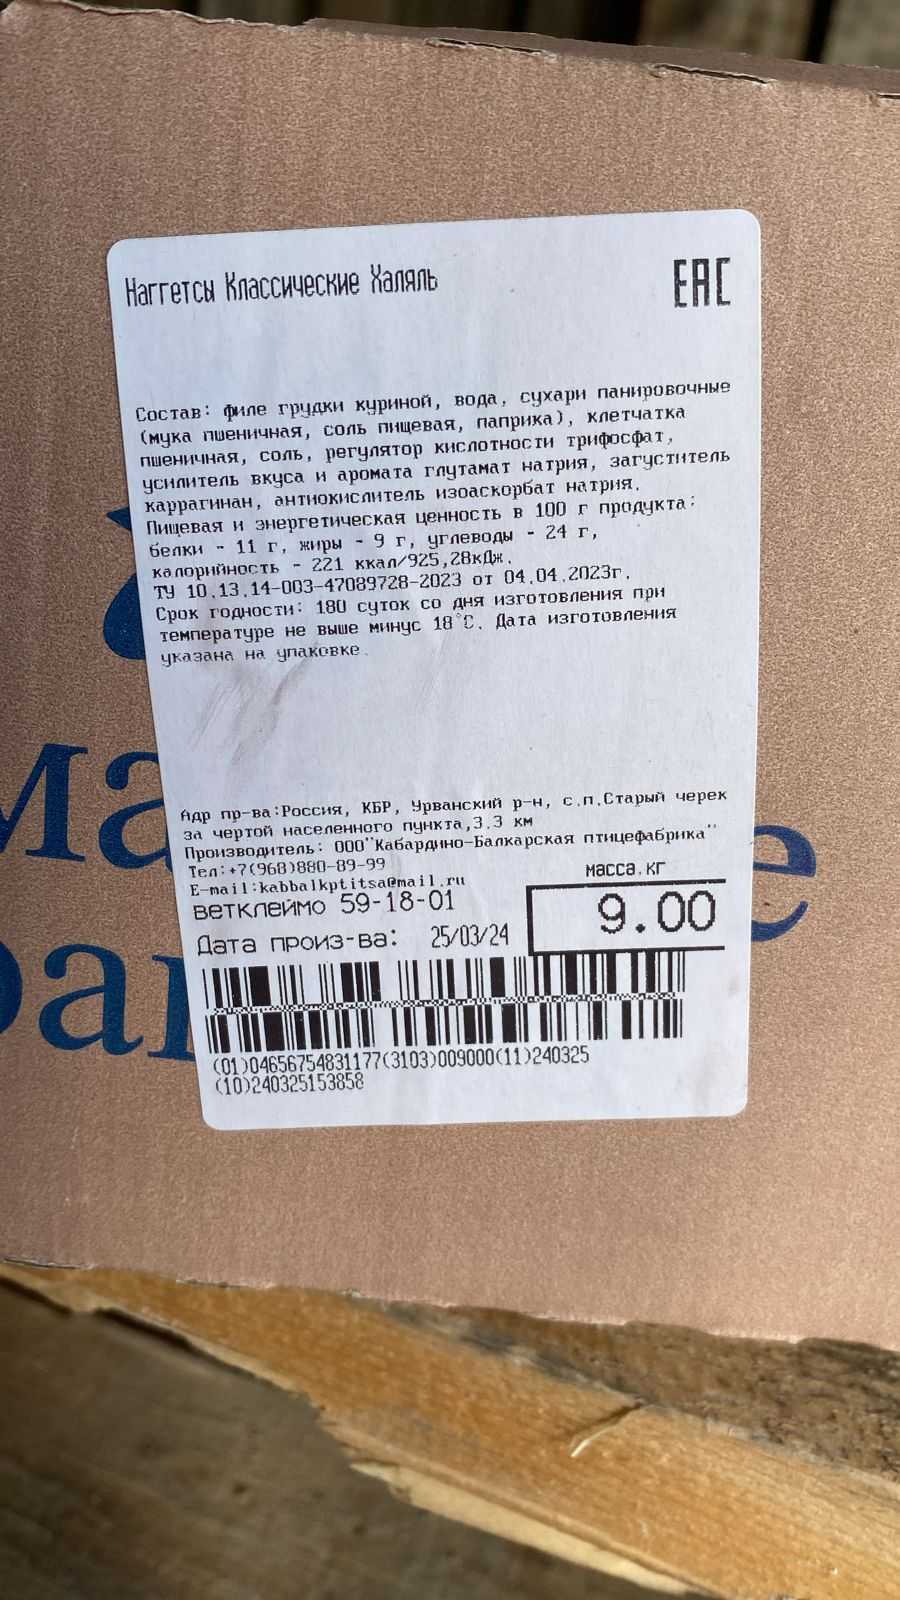 Наггетсы Классические Халяль
EAC
Состав: филе грудки куриной, вода, сухари панировочные
(мука пшеничная, соль пищевая, паприка), клетчатка
пшеничная, соль, регулятор кислотности трифосфат,
усилитель вкуса и аромата глутамат натрия, загуститель
каррагинан, антиокислитель изоаскорбат натрия.
Пищевая и энергетическая ценность в 100 г продукта:
белки - 11 г, жиры - 9 г, углеводы - 24 г,
калорийность - 221 ккал/925,28кДж.
ТУ 10.13.14-003-47089728-2023 от 04.04.2023г.
Срок годности: 180 суток со дня изготовления при
температуре не выше минус 18°С. Дата изготовления
указана на упаковке.
Адр пр-ва:Россия, КБР, Урванский р-н, с.п.Старый черек
за чертой населенного пункта,3.3 км
Производитель: ООО"Кабардино-Балкарская птицефабрика"
Тел:+7(968)880-89-99
E-mail:kabbalkptitsa@mail.ru
ветклеймо 59-18-01
масса.кг
9.00
Дата произ-ва: 25/03/24
(01)04656754831177(3103)009000(11)240325
(10)240325153858